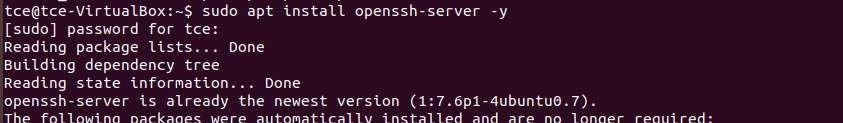 tce@tce-VirtualBox:~$ sudo apt install openssh-server -y
[sudo] password for tce:
Reading package lists... Done
Building dependency tree
Reading state information... Done
openssh-server is already the newest version (1:7.6p1-4ubuntu0.7).
The following packages were automatically installed and are no longer required: